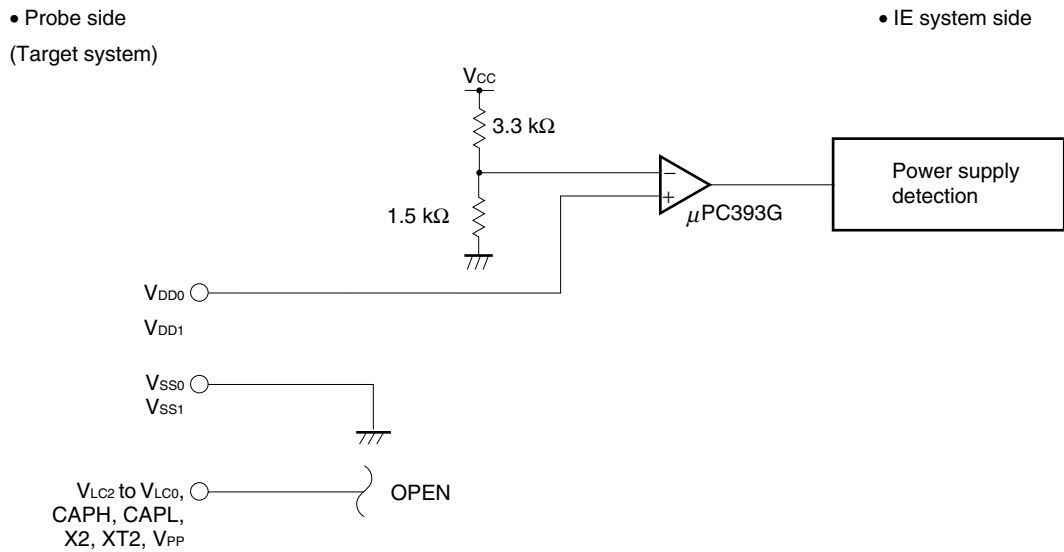 • Probe side
(Target system)
• IE system side
VCC
3.3 kΩ
1.5 kΩ
−
+
μPC393G
Power supply
detection
VDD0
VDD1
VSS0
VSS1
VLC2 to VLC0,
CAPH, CAPL,
X2, XT2, VPP
OPEN